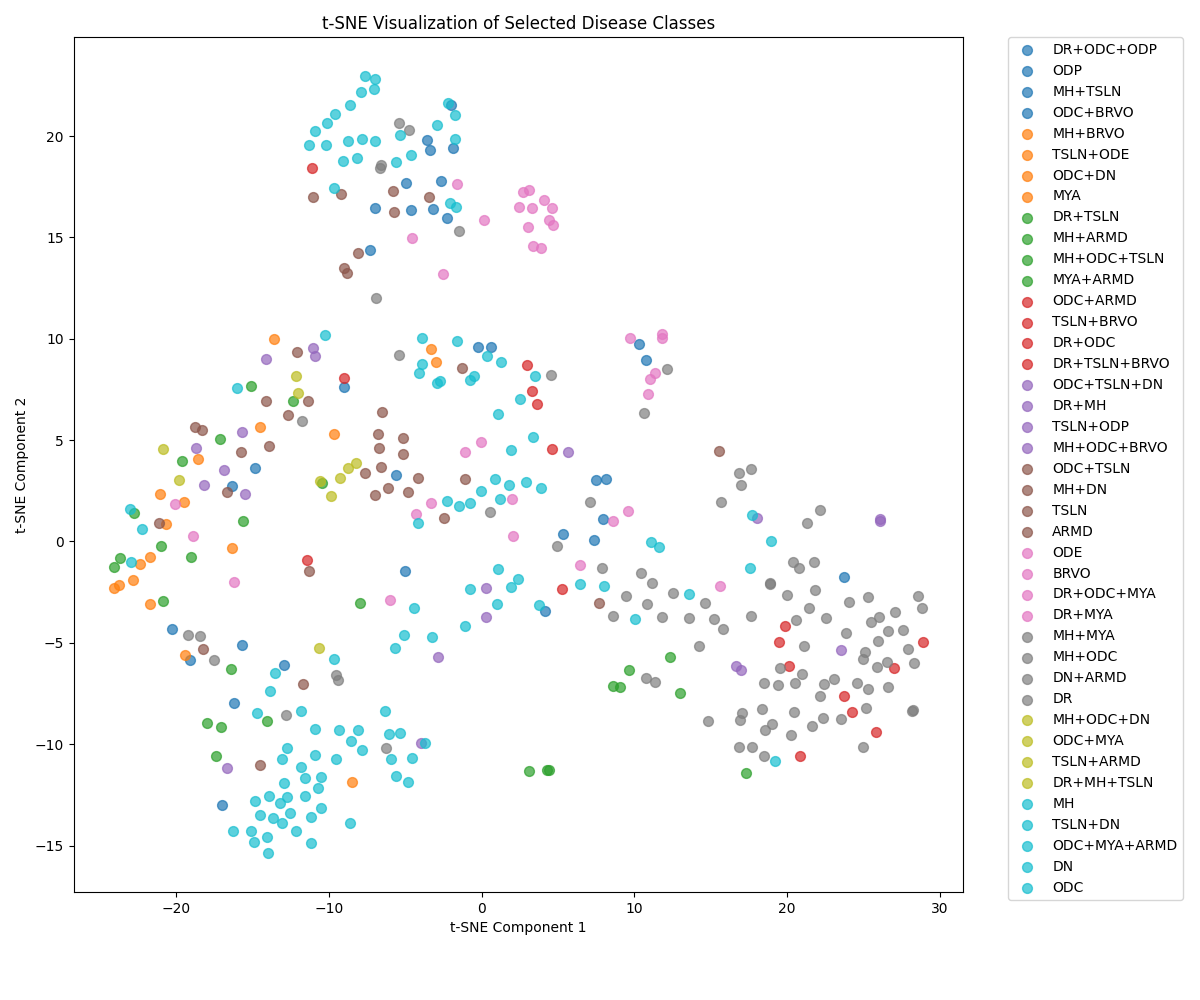 t-SNE Visualization of Selected Disease Classes
20
15
10
5
0
−5
−10
−15
t-SNE Component 2
−20
−10
0
10
20
30
t-SNE Component 1
DR+ODC+ODP
ODP
MH+TSLN
ODC+BRVO
MH+BRVO
TSLN+ODE
ODC+DN
MYA
DR+TSLN
MH+ARMD
MH+ODC+TSLN
MYA+ARMD
ODC+ARMD
TSLN+BRVO
DR+ODC
DR+TSLN+BRVO
ODC+TSLN+DN
DR+MH
TSLN+ODP
MH+ODC+BRVO
ODC+TSLN
MH+DN
TSLN
ARMD
ODE
BRVO
DR+ODC+MYA
DR+MYA
MH+MYA
MH+ODC
DN+ARMD
DR
MH+ODC+DN
ODC+MYA
TSLN+ARMD
DR+MH+TSLN
MH
TSLN+DN
ODC+MYA+ARMD
DN
ODC